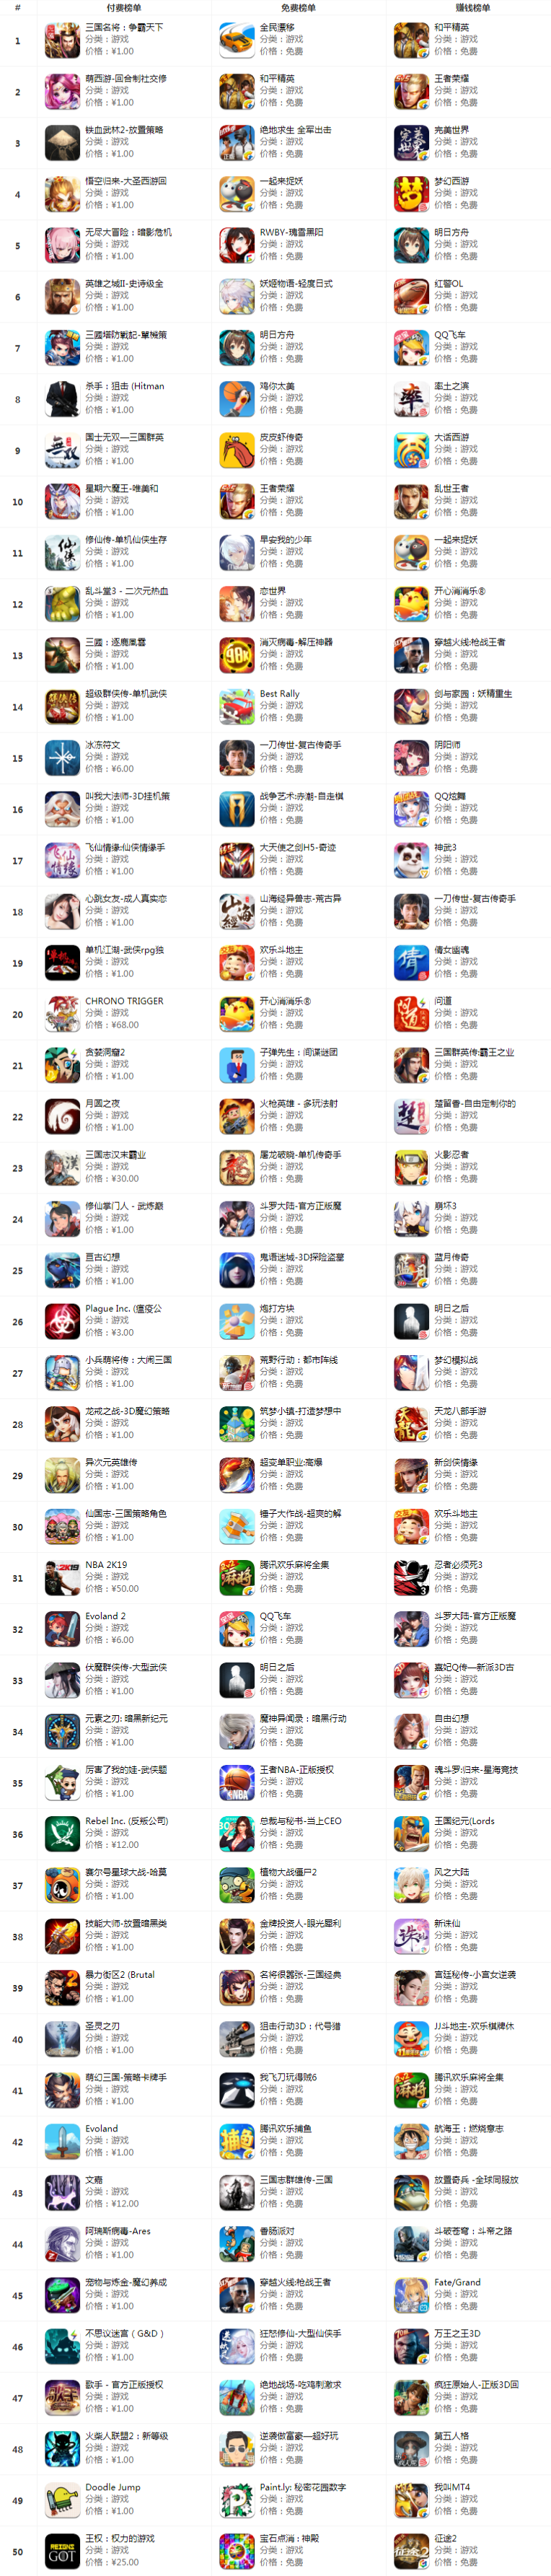 # 付费榜单 免费榜单 赚钱榜单
三国名将：争霸天下 全民漂移 和平精英
1 分类：游戏 分类：游戏 分类：游戏
价格：¥1.00 价格：免费 价格：免费
萌西游-回合制社交修 和平精英 王者荣耀
2 分类：游戏 分类：游戏 分类：游戏
价格：¥1.00 价格：免费 价格：免费
铁血武林2-放置策略 绝地求生 全军出击 完美世界
3 分类：游戏 分类：游戏 分类：游戏
价格：¥1.00 价格：免费 价格：免费
悟空归来-大圣西游回 一起来捉妖 梦幻西游
4 分类：游戏 分类：游戏 分类：游戏
价格：¥1.00 价格：免费 价格：免费
无尽大冒险：暗影危机 RWBY-瑰雪黑阳 明日方舟
5 分类：游戏 分类：游戏 分类：游戏
价格：¥1.00 价格：免费 价格：免费
英雄之城II-史诗级全 妖姬物语-轻度日式 红警OL
6 分类：游戏 分类：游戏 分类：游戏
价格：¥1.00 价格：免费 价格：免费
三國塔防戰記-單機策 明日方舟 QQ飞车
7 分类：游戏 分类：游戏 分类：游戏
价格：¥1.00 价格：免费 价格：免费
杀手：狙击 (Hitman 鸡你太美 率土之滨
8 分类：游戏 分类：游戏 分类：游戏
价格：¥1.00 价格：免费 价格：免费
国士无双—三国群英 皮皮虾传奇 大话西游
9 分类：游戏 分类：游戏 分类：游戏
价格：¥1.00 价格：免费 价格：免费
星期六魔王-唯美和 王者荣耀 乱世王者
10 分类：游戏 分类：游戏 分类：游戏
价格：¥1.00 价格：免费 价格：免费
修仙传-单机仙侠生存 早安我的少年 一起来捉妖
11 分类：游戏 分类：游戏 分类：游戏
价格：¥1.00 价格：免费 价格：免费
乱斗堂3 - 二次元热血 恋世界 开心消消乐®
12 分类：游戏 分类：游戏 分类：游戏
价格：¥1.00 价格：免费 价格：免费
三國：逐鹿風雲 消灭病毒-解压神器 穿越火线:枪战王者
13 分类：游戏 分类：游戏 分类：游戏
价格：¥1.00 价格：免费 价格：免费
超级群侠传-单机武侠 Best Rally 剑与家园：妖精重生
14 分类：游戏 分类：游戏 分类：游戏
价格：¥1.00 价格：免费 价格：免费
冰冻符文 一刀传世-复古传奇手 阴阳师
15 分类：游戏 分类：游戏 分类：游戏
价格：¥6.00 价格：免费 价格：免费
叫我大法师-3D挂机策 战争艺术:赤潮-自走棋 QQ炫舞
16 分类：游戏 分类：游戏 分类：游戏
价格：¥1.00 价格：免费 价格：免费
飞仙情缘:仙侠情缘手 大天使之剑H5-奇迹 神武3
17 分类：游戏 分类：游戏 分类：游戏
价格：¥1.00 价格：免费 价格：免费
心跳女友-成人真实恋 山海经异兽志-荒古异 一刀传世-复古传奇手
18 分类：游戏 分类：游戏 分类：游戏
价格：¥1.00 价格：免费 价格：免费
单机江湖-武侠rpg独 欢乐斗地主 倩女幽魂
19 分类：游戏 分类：游戏 分类：游戏
价格：¥1.00 价格：免费 价格：免费
CHRONO TRIGGER 开心消消乐® 问道
20 分类：游戏 分类：游戏 分类：游戏
价格：¥68.00 价格：免费 价格：免费
贪婪洞窟2 子弹先生：间谍谜团 三国群英传:霸王之业
21 分类：游戏 分类：游戏 分类：游戏
价格：¥1.00 价格：免费 价格：免费
月圆之夜 火枪英雄 - 多玩法射 楚留香-自由定制你的
22 分类：游戏 分类：游戏 分类：游戏
价格：¥1.00 价格：免费 价格：免费
三国志汉末霸业 屠龙破晓-单机传奇手 火影忍者
23 分类：游戏 分类：游戏 分类：游戏
价格：¥30.00 价格：免费 价格：免费
修仙掌门人 - 武炼巅 斗罗大陆-官方正版魔 崩坏3
24 分类：游戏 分类：游戏 分类：游戏
价格：¥1.00 价格：免费 价格：免费
亘古幻想 鬼语迷城-3D探险盗墓 蓝月传奇
25 分类：游戏 分类：游戏 分类：游戏
价格：¥1.00 价格：免费 价格：免费
Plague Inc. (瘟疫公 炮打方块 明日之后
26 分类：游戏 分类：游戏 分类：游戏
价格：¥3.00 价格：免费 价格：免费
小兵萌将传：大闹三国 荒野行动：都市阵线 梦幻模拟战
27 分类：游戏 分类：游戏 分类：游戏
价格：¥1.00 价格：免费 价格：免费
龙戒之战-3D魔幻策略 筑梦小镇-打造梦想中 天龙八部手游
28 分类：游戏 分类：游戏 分类：游戏
价格：¥1.00 价格：免费 价格：免费
异次元英雄传 超变单职业:高爆 新剑侠情缘
29 分类：游戏 分类：游戏 分类：游戏
价格：¥1.00 价格：免费 价格：免费
仙国志-三国策略角色 锤子大作战-超爽的解 欢乐斗地主
30 分类：游戏 分类：游戏 分类：游戏
价格：¥1.00 价格：免费 价格：免费
NBA 2K19 腾讯欢乐麻将全集 忍者必须死3
31 分类：游戏 分类：游戏 分类：游戏
价格：¥50.00 价格：免费 价格：免费
Evoland 2 QQ飞车 斗罗大陆-官方正版魔
32 分类：游戏 分类：游戏 分类：游戏
价格：¥6.00 价格：免费 价格：免费
伏魔群侠传-大型武侠 明日之后 熹妃Q传—新派3D古
33 分类：游戏 分类：游戏 分类：游戏
价格：¥1.00 价格：免费 价格：免费
元素之刃: 暗黑新纪元 魔神异闻录：暗黑行动 自由幻想
34 分类：游戏 分类：游戏 分类：游戏
价格：¥1.00 价格：免费 价格：免费
厉害了我的娃-武侠题 王者NBA-正版授权 魂斗罗:归来-星海竞技
35 分类：游戏 分类：游戏 分类：游戏
价格：¥1.00 价格：免费 价格：免费
Rebel Inc. (反叛公司) 总裁与秘书-当上CEO 王国纪元(Lords
36 分类：游戏 分类：游戏 分类：游戏
价格：¥12.00 价格：免费 价格：免费
赛尔号星球大战-哈莫 植物大战僵尸2 风之大陆
37 分类：游戏 分类：游戏 分类：游戏
价格：¥1.00 价格：免费 价格：免费
技能大师-放置暗黑类 金牌投资人-眼光犀利 新诛仙
38 分类：游戏 分类：游戏 分类：游戏
价格：¥1.00 价格：免费 价格：免费
暴力街区2 (Brutal 名将很嚣张-三国经典 宫廷秘传-小宫女逆袭
39 分类：游戏 分类：游戏 分类：游戏
价格：¥1.00 价格：免费 价格：免费
圣灵之刃 狙击行动3D：代号猎 JJ斗地主-欢乐棋牌休
40 分类：游戏 分类：游戏 分类：游戏
价格：¥1.00 价格：免费 价格：免费
萌幻三国-策略卡牌手 我飞刀玩得贼6 腾讯欢乐麻将全集
41 分类：游戏 分类：游戏 分类：游戏
价格：¥1.00 价格：免费 价格：免费
Evoland 腾讯欢乐捕鱼 航海王：燃烧意志
42 分类：游戏 分类：游戏 分类：游戏
价格：¥1.00 价格：免费 价格：免费
文嘉 三国志群雄传-三国 放置奇兵 -全球同服放
43 分类：游戏 分类：游戏 分类：游戏
价格：¥12.00 价格：免费 价格：免费
阿瑞斯病毒-Ares 香肠派对 斗破苍穹：斗帝之路
44 分类：游戏 分类：游戏 分类：游戏
价格：¥1.00 价格：免费 价格：免费
宠物与炼金-魔幻养成 穿越火线:枪战王者 Fate/Grand
45 分类：游戏 分类：游戏 分类：游戏
价格：¥1.00 价格：免费 价格：免费
不思议迷宫（G&D） 狂怒修仙-大型仙侠手 万王之王3D
46 分类：游戏 分类：游戏 分类：游戏
价格：¥1.00 价格：免费 价格：免费
歌手 - 官方正版授权 绝地战场-吃鸡刺激求 疯狂原始人-正版3D回
47 分类：游戏 分类：游戏 分类：游戏
价格：¥1.00 价格：免费 价格：免费
火柴人联盟2：新等级 逆袭做富豪—超好玩 第五人格
48 分类：游戏 分类：游戏 分类：游戏
价格：¥1.00 价格：免费 价格：免费
Doodle Jump Paint.ly: 秘密花园数字 我叫MT4
49 分类：游戏 分类：游戏 分类：游戏
价格：¥1.00 价格：免费 价格：免费
王权：权力的游戏 宝石点消 : 神殿 征途2
50 分类：游戏 分类：游戏 分类：游戏
价格：¥25.00 价格：免费 价格：免费